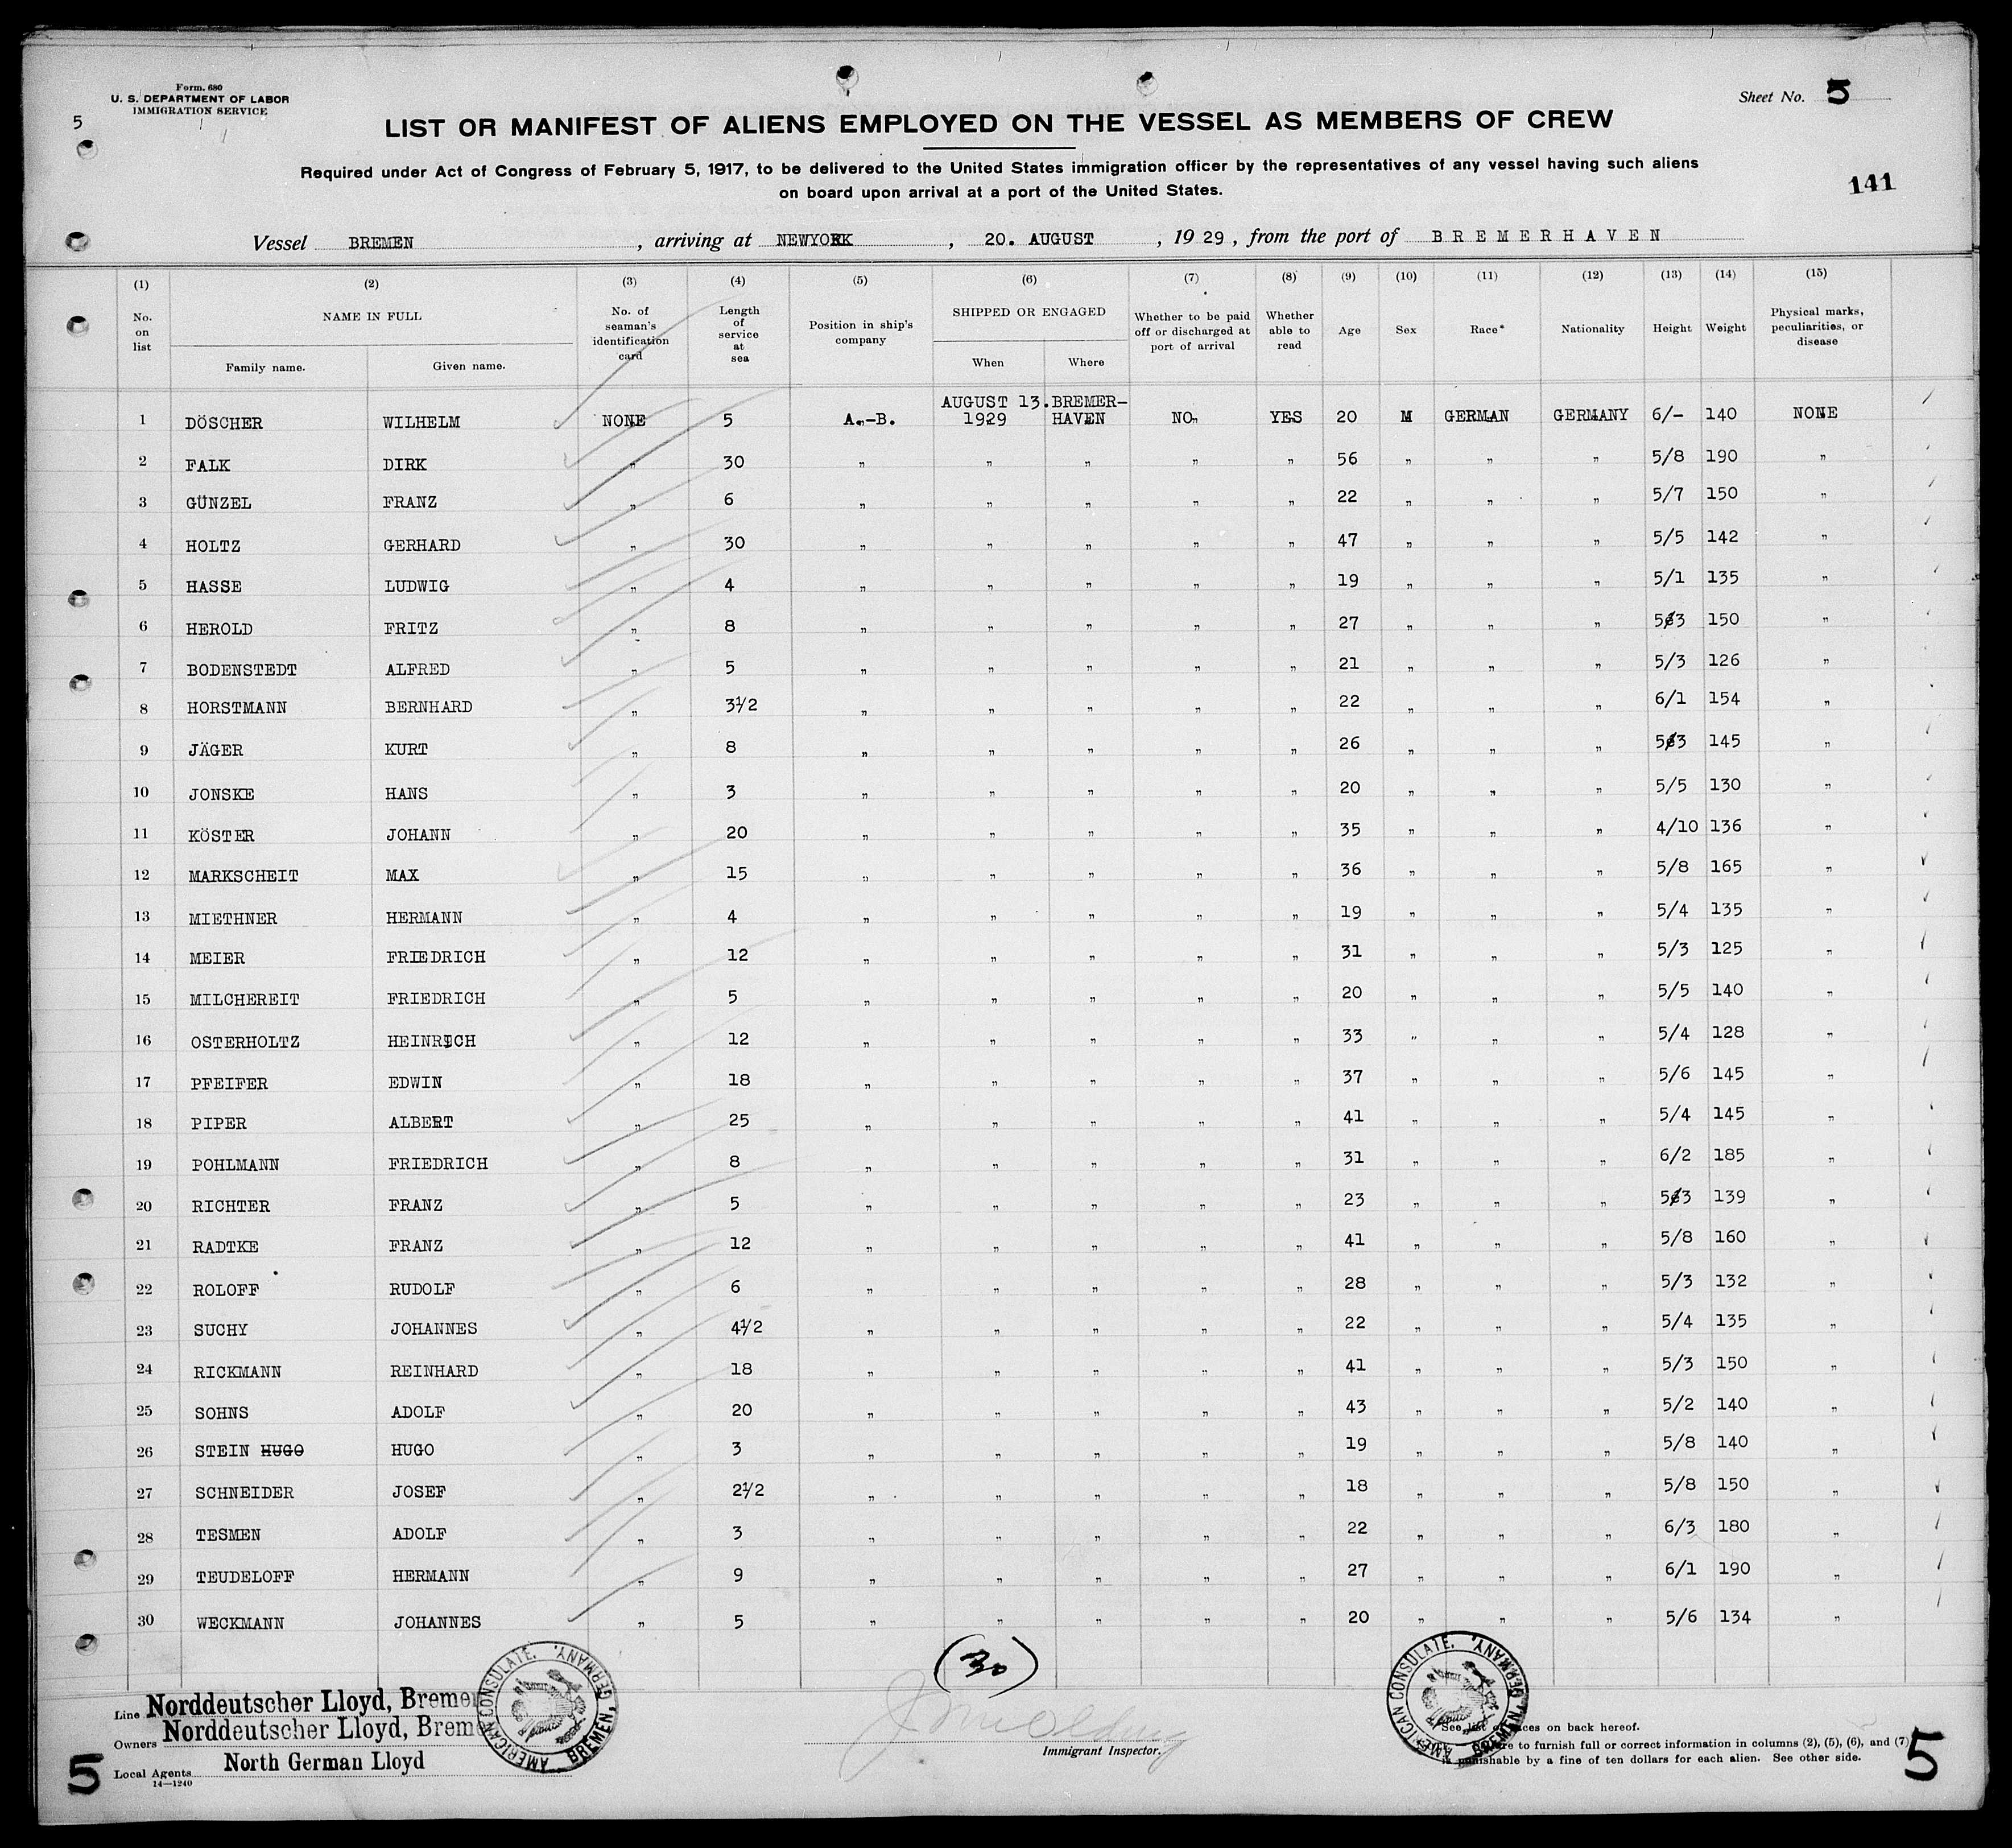 Form. 680
U. S. DEPARTMENT OF LABOR
IMMIGRATION SERVICE
5
Sheet No. 5
LIST OR MANIFEST OF ALIENS EMPLOYED ON THE VESSEL AS MEMBERS OF CREW
Required under Act of Congress of February 5, 1917, to be delivered to the United States immigration officer by the representatives of any vessel having such aliens
on board upon arrival at a port of the United States.
141
Vessel BREMEN, arriving at NEWYORK, 20. AUGUST, 1929, from the port of BREMERHAVEN
(1) (2) (3) (4) (5) (6) (7) (8) (9) (10) (11) (12) (13) (14) (15)
No. on list NAME IN FULL Family name. Given name. No. of seaman's identification card Length of service at sea Position in ship's company SHIPPED OR ENGAGED When Where Whether to be paid off or discharged at port of arrival Whether able to read Age Sex Race* Nationality Height Weight Physical marks, peculiarities, or disease
1 DÖSCHER WILHELM NONE 5 A.-B. AUGUST 13. 1929 BREMER-HAVEN NO YES 20 M GERMAN GERMANY 6/- 140 NONE
2 FALK DIRK " 30 " " " " " 56 " " " 5/8 190 "
3 GÜNZEL FRANZ " 6 " " " " " 22 " " " 5/7 150 "
4 HOLTZ GERHARD " 30 " " " " " 47 " " " 5/5 142 "
5 HASSE LUDWIG " 4 " " " " " 19 " " " 5/1 135 "
6 HEROLD FRITZ " 8 " " " " " 27 " " " 5/3 150 "
7 BODENSTEDT ALFRED " 5 " " " " " 21 " " " 5/3 126 "
8 HORSTMANN BERNHARD " 3½ " " " " " 22 " " " 6/1 154 "
9 JÄGER KURT " 8 " " " " " 26 " " " 5/3 145 "
10 JONSKE HANS " 3 " " " " " 20 " " " 5/5 130 "
11 KÖSTER JOHANN " 20 " " " " " 35 " " " 4/10 136 "
12 MARKSCHEIT MAX " 15 " " " " " 36 " " " 5/8 165 "
13 MIETHNER HERMANN " 4 " " " " " 19 " " " 5/4 135 "
14 MEIER FRIEDRICH " 12 " " " " " 31 " " " 5/3 125 "
15 MILCHEREIT FRIEDRICH " 5 " " " " " 20 " " " 5/5 140 "
16 OSTERHOLTZ HEINRICH " 12 " " " " " 33 " " " 5/4 128 "
17 PFEIFER EDWIN " 18 " " " " " 37 " " " 5/6 145 "
18 PIPER ALBERT " 25 " " " " " 41 " " " 5/4 145 "
19 POHLMANN FRIEDRICH " 8 " " " " " 31 " " " 6/2 185 "
20 RICHTER FRANZ " 5 " " " " " 23 " " " 5/3 139 "
21 RADTKE FRANZ " 12 " " " " " 41 " " " 5/8 160 "
22 ROLOFF RUDOLF " 6 " " " " " 28 " " " 5/3 132 "
23 SUCHY JOHANNES " 4½ " " " " " 22 " " " 5/4 135 "
24 RICKMANN REINHARD " 18 " " " " " 41 " " " 5/3 150 "
25 SOHNS ADOLF " 20 " " " " " 43 " " " 5/2 140 "
26 STEIN HUGO HUGO " 3 " " " " " 19 " " " 5/8 140 "
27 SCHNEIDER JOSEF " 2½ " " " " " 18 " " " 5/8 150 "
28 TESMEN ADOLF " 3 " " " " " 22 " " " 6/3 180 "
29 TEUDELOFF HERMANN " 9 " " " " " 27 " " " 6/1 190 "
30 WECKMANN JOHANNES " 5 " " " " " 20 " " " 5/6 134 "
(30)
Line Norddeutscher Lloyd, Bremen
Owners Norddeutscher Lloyd, Breme
Local Agents North German Lloyd
14—1240
AMERICAN CONSULATE. BREMEN, GERMANY.
Immigrant Inspector.
AMERICAN CONSULATE. BREMEN, GERMANY.
See list of races on back hereof.
to furnish full or correct information in columns (2), (5), (6), and (7)
is punishable by a fine of ten dollars for each alien. See other side.
5
5